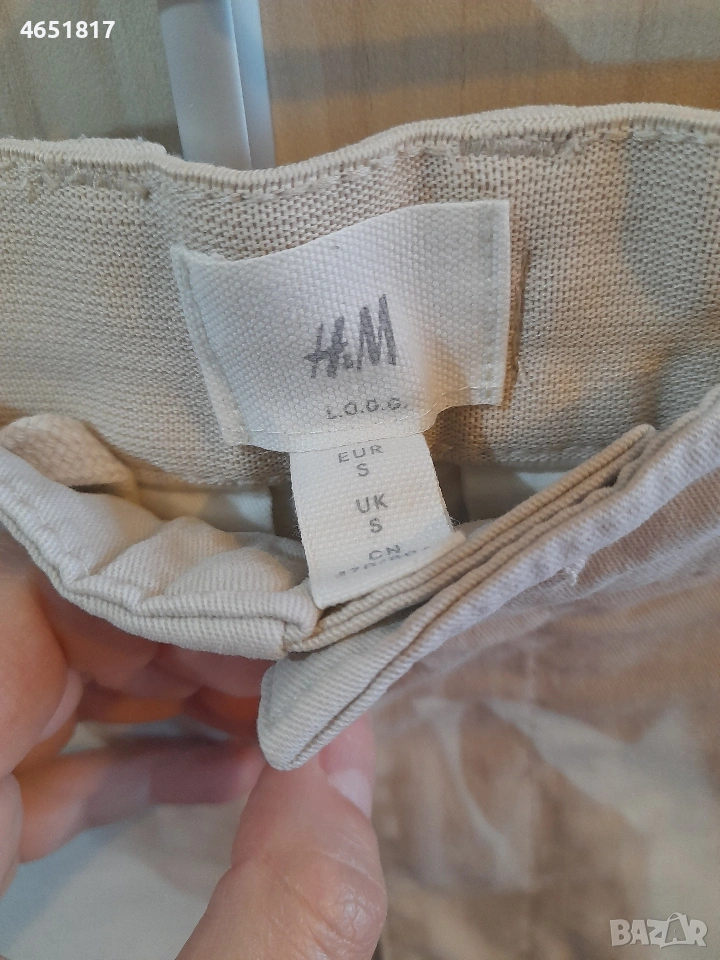 4651817
H&M
L.O.G.G.
EUR
S
UK
S
CN
BAZAR